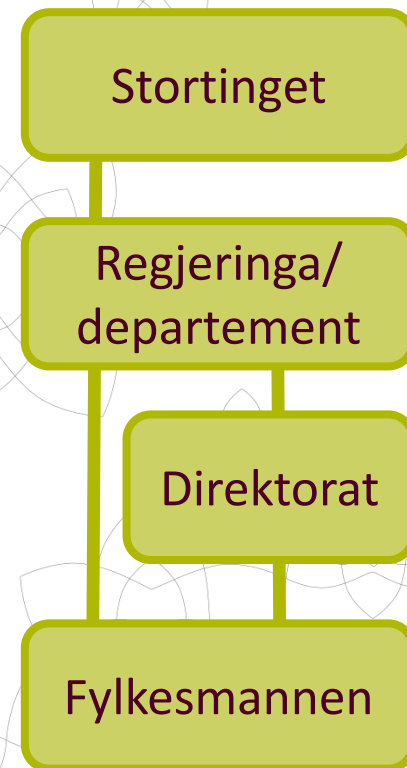 Stortinget
Regjeringa/
departement
Direktorat
Fylkesmannen